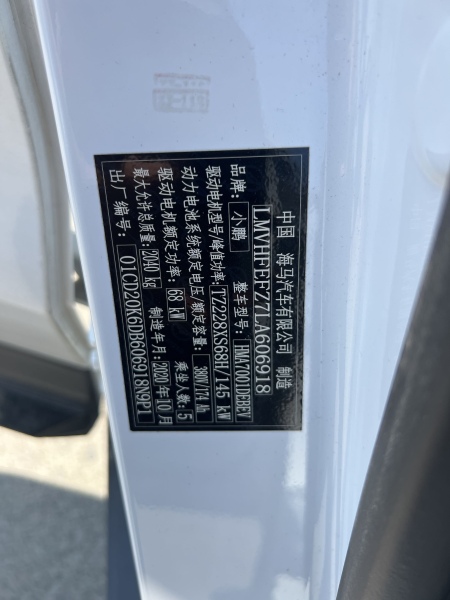 中国 海马汽车有限公司 制造
LMVHFEFZ7LA606918
品牌：小鹏 整车型号：HMA7001DEBEV
驱动电机型号/峰值功率：TZ228XS68H/145 kW
动力电池系统额定电压/额定容量：380V/174 Ah
驱动电机额定功率：68 kW 乘坐人数：5
最大允许总质量：2040 kg 制造年月：2020年10月
出厂编号：01CD20K6DB606918N9P1